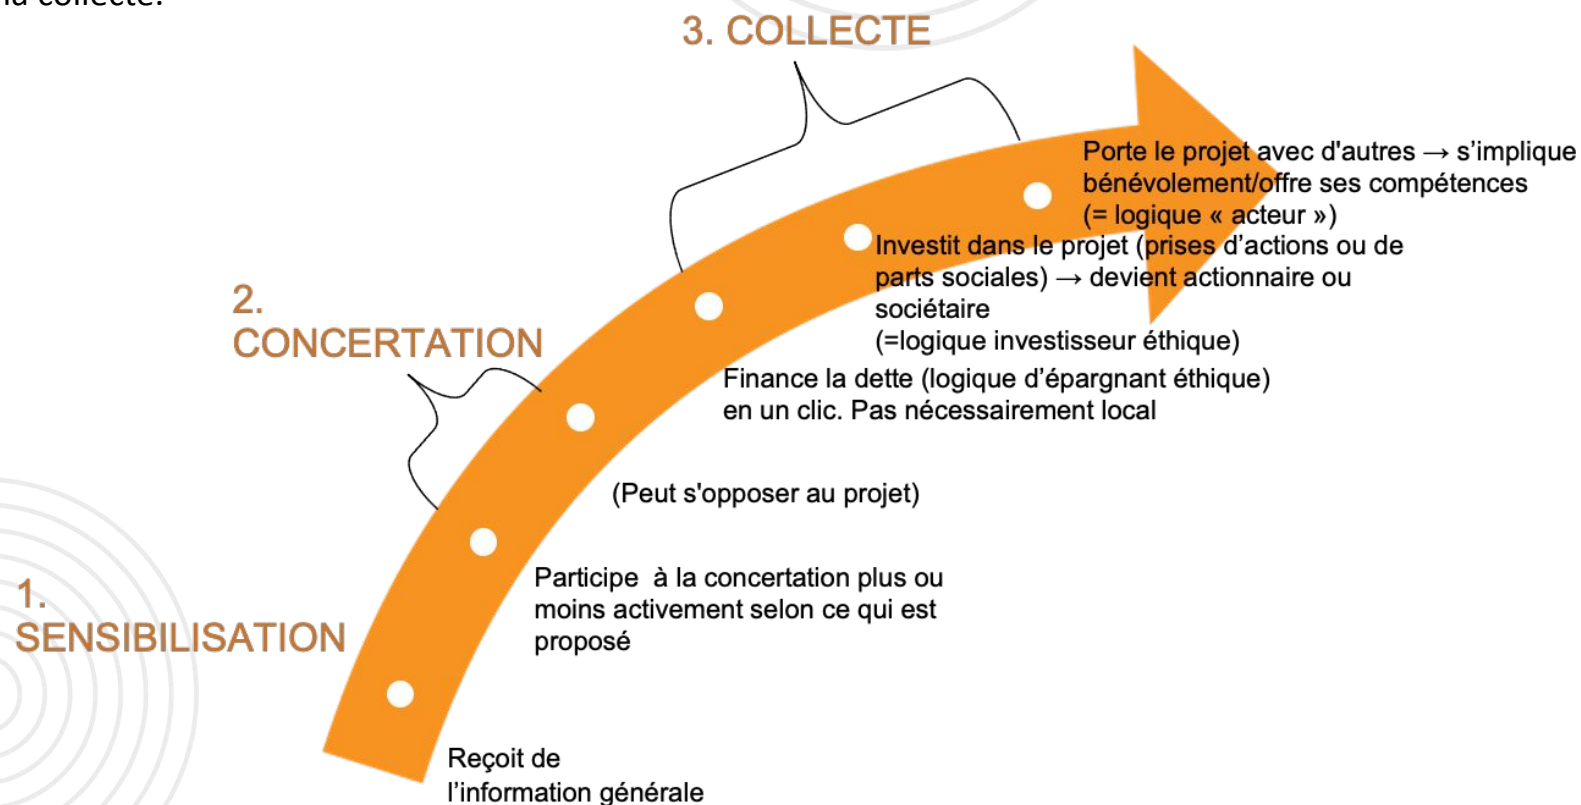 la collecte.
3. COLLECTE
Porte le projet avec d'autres → s’implique
bénévolement/offre ses compétences
(= logique « acteur »)
Investit dans le projet (prises d’actions ou de
parts sociales) → devient actionnaire ou
sociétaire
(=logique investisseur éthique)
2.
CONCERTATION
Finance la dette (logique d’épargnant éthique)
en un clic. Pas nécessairement local
(Peut s'opposer au projet)
Participe  à la concertation plus ou
moins activement selon ce qui est
proposé
1.
SENSIBILISATION
Reçoit de
l’information générale